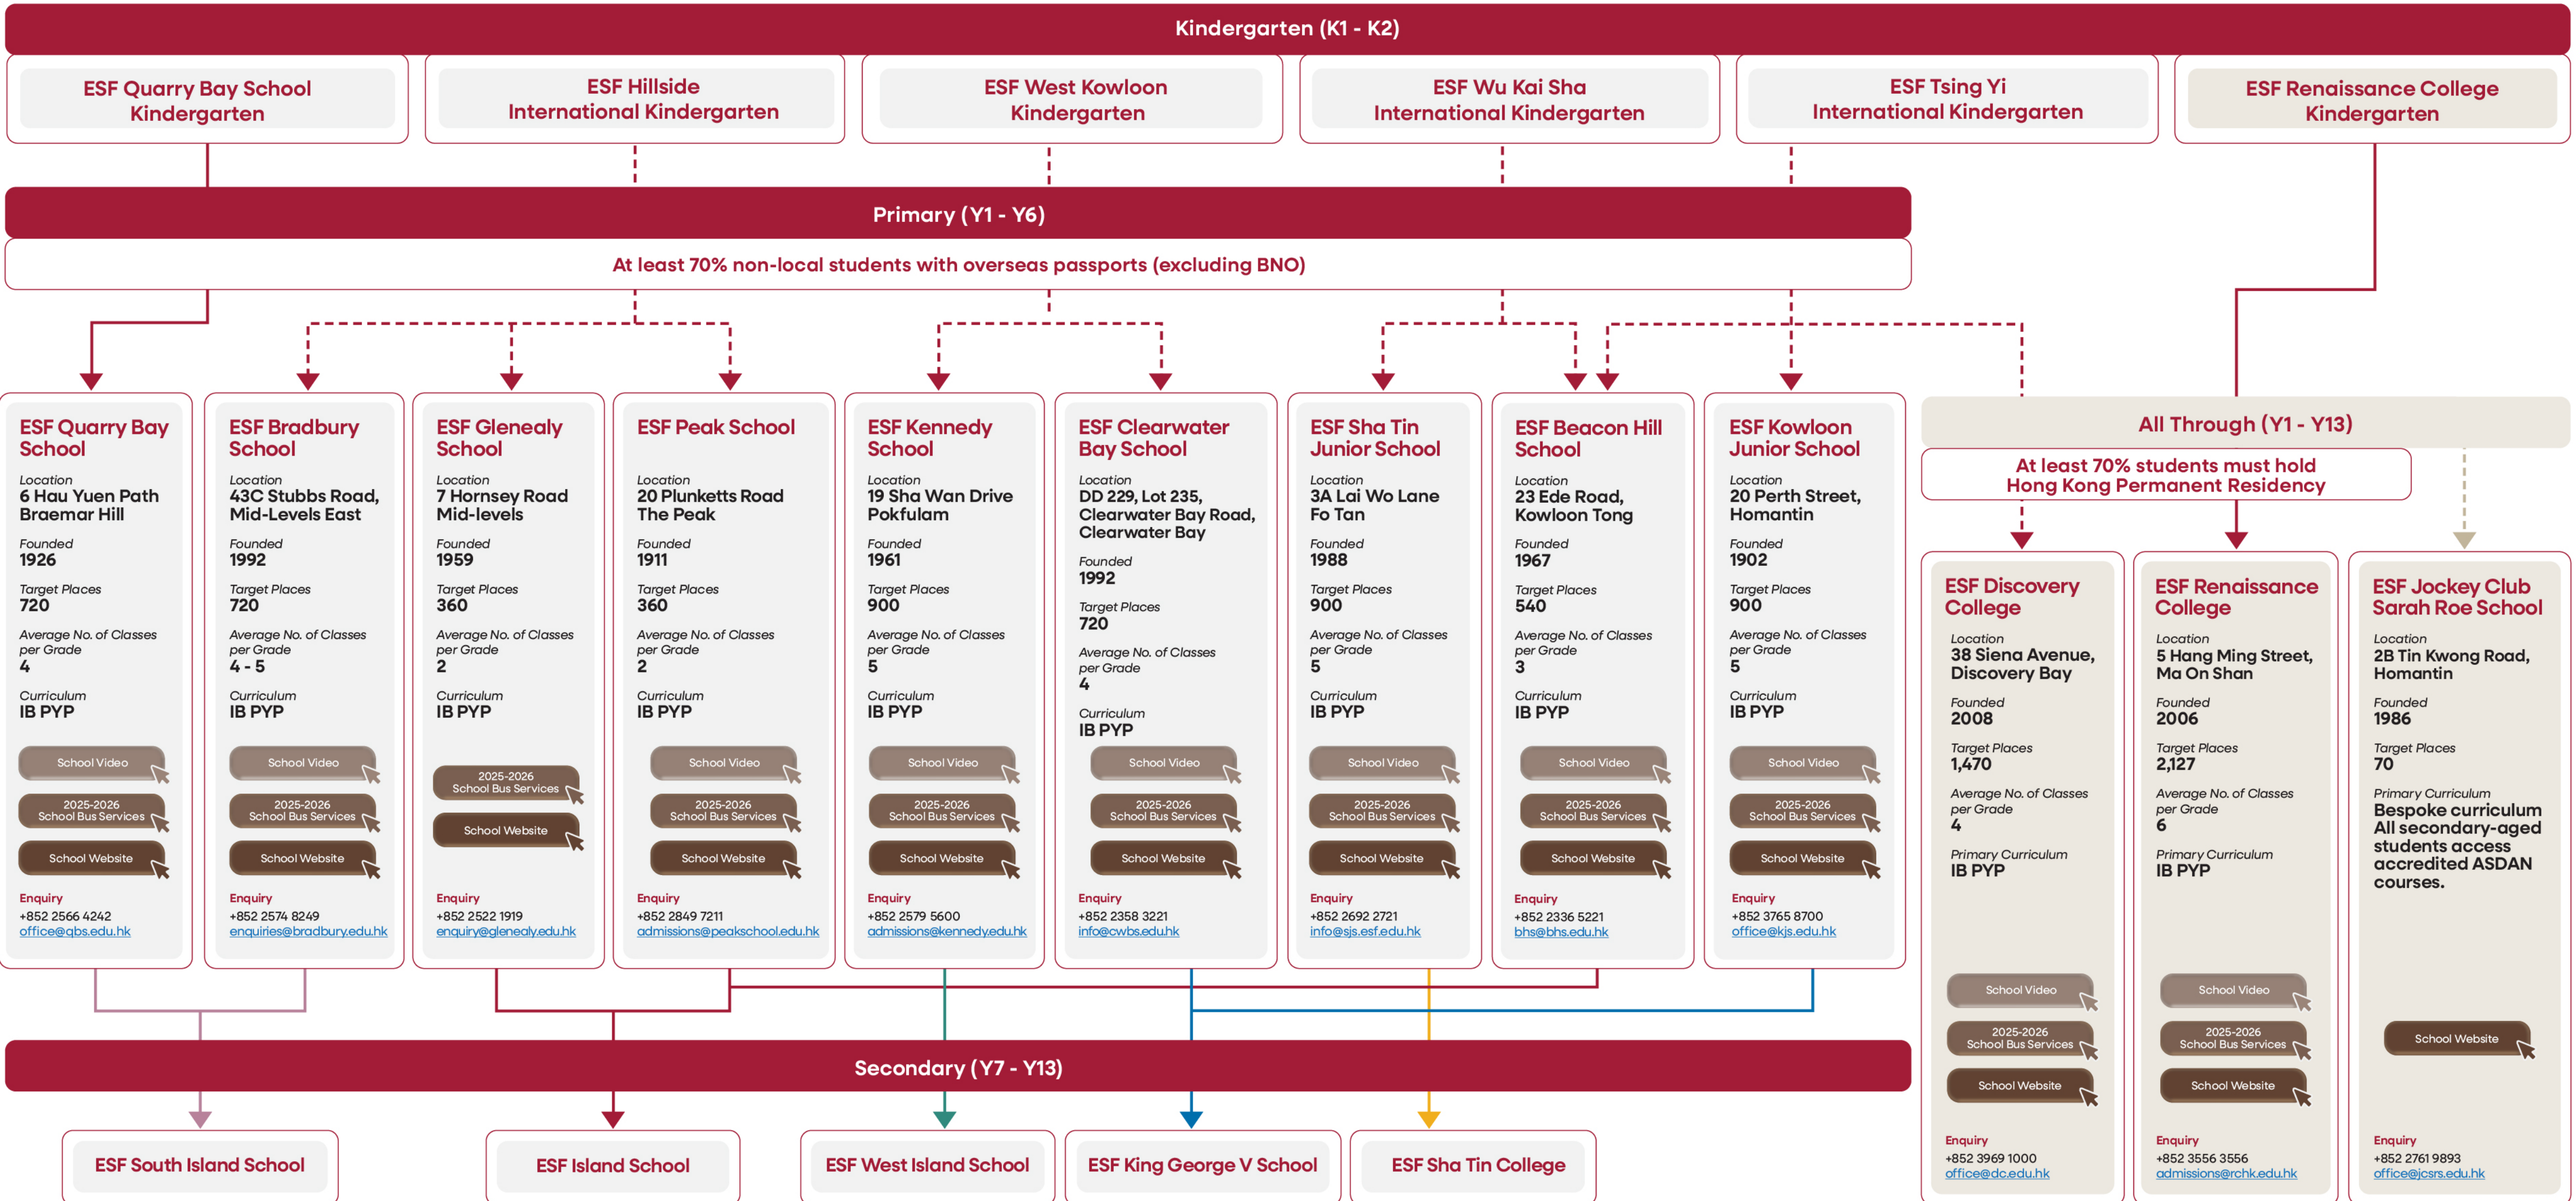 Kindergarten (K1 - K2)
ESF Quarry Bay School
Kindergarten
ESF Hillside
International Kindergarten
ESF West Kowloon
Kindergarten
ESF Wu Kai Sha
International Kindergarten
ESF Tsing Yi
International Kindergarten
ESF Renaissance College
Kindergarten
Primary (Y1 - Y6)
At least 70% non-local students with overseas passports (excluding BNO)
ESF Quarry Bay
School
Location
6 Hau Yuen Path
Braemar Hill
Founded
1926
Target Places
720
Average No. of Classes
per Grade
4
Curriculum
IB PYP
School Video
2025-2026
School Bus Services
School Website
Enquiry
+852 2566 4242
office@qbs.edu.hk
ESF Bradbury
School
Location
43C Stubbs Road,
Mid-Levels East
Founded
1992
Target Places
720
Average No. of Classes
per Grade
4 - 5
Curriculum
IB PYP
School Video
2025-2026
School Bus Services
School Website
Enquiry
+852 2574 8249
enquiries@bradbury.edu.hk
ESF Glenealy
School
Location
7 Hornsey Road
Mid-levels
Founded
1959
Target Places
360
Average No. of Classes
per Grade
2
Curriculum
IB PYP
2025-2026
School Bus Services
School Website
Enquiry
+852 2522 1919
enquiry@glenealy.edu.hk
ESF Peak School
Location
20 Plunketts Road
The Peak
Founded
1911
Target Places
360
Average No. of Classes
per Grade
2
Curriculum
IB PYP
School Video
2025-2026
School Bus Services
School Website
Enquiry
+852 2849 7211
admissions@peakschool.edu.hk
ESF Kennedy
School
Location
19 Sha Wan Drive
Pokfulam
Founded
1961
Target Places
900
Average No. of Classes
per Grade
5
Curriculum
IB PYP
School Video
2025-2026
School Bus Services
School Website
Enquiry
+852 2579 5600
admissions@kennedy.edu.hk
ESF Clearwater
Bay School
Location
DD 229, Lot 235,
Clearwater Bay Road,
Clearwater Bay
Founded
1992
Target Places
720
Average No. of Classes
per Grade
4
Curriculum
IB PYP
School Video
2025-2026
School Bus Services
School Website
Enquiry
+852 2358 3221
info@cwbs.edu.hk
ESF Sha Tin
Junior School
Location
3A Lai Wo Lane
Fo Tan
Founded
1988
Target Places
900
Average No. of Classes
per Grade
5
Curriculum
IB PYP
School Video
2025-2026
School Bus Services
School Website
Enquiry
+852 2692 2721
info@sjs.esf.edu.hk
ESF Beacon Hill
School
Location
23 Ede Road,
Kowloon Tong
Founded
1967
Target Places
540
Average No. of Classes
per Grade
3
Curriculum
IB PYP
School Video
2025-2026
School Bus Services
School Website
Enquiry
+852 2336 5221
bhs@bhs.edu.hk
ESF Kowloon
Junior School
Location
20 Perth Street,
Homantin
Founded
1902
Target Places
900
Average No. of Classes
per Grade
5
Curriculum
IB PYP
School Video
2025-2026
School Bus Services
School Website
Enquiry
+852 3765 8700
office@kjs.edu.hk
All Through (Y1 - Y13)
At least 70% students must hold
Hong Kong Permanent Residency
ESF Discovery
College
Location
38 Siena Avenue,
Discovery Bay
Founded
2008
Target Places
1,470
Average No. of Classes
per Grade
4
Primary Curriculum
IB PYP
School Video
2025-2026
School Bus Services
School Website
Enquiry
+852 3969 1000
office@dc.edu.hk
ESF Renaissance
College
Location
5 Hang Ming Street,
Ma On Shan
Founded
2006
Target Places
2,127
Average No. of Classes
per Grade
6
Primary Curriculum
IB PYP
School Video
2025-2026
School Bus Services
School Website
Enquiry
+852 3556 3556
admissions@rchk.edu.hk
ESF Jockey Club
Sarah Roe School
Location
2B Tin Kwong Road,
Homantin
Founded
1986
Target Places
70
Primary Curriculum
Bespoke curriculum
All secondary-aged
students access
accredited ASDAN
courses.
School Website
Enquiry
+852 2761 9893
office@jcsrs.edu.hk
Secondary (Y7 - Y13)
ESF South Island School
ESF Island School
ESF West Island School
ESF King George V School
ESF Sha Tin College